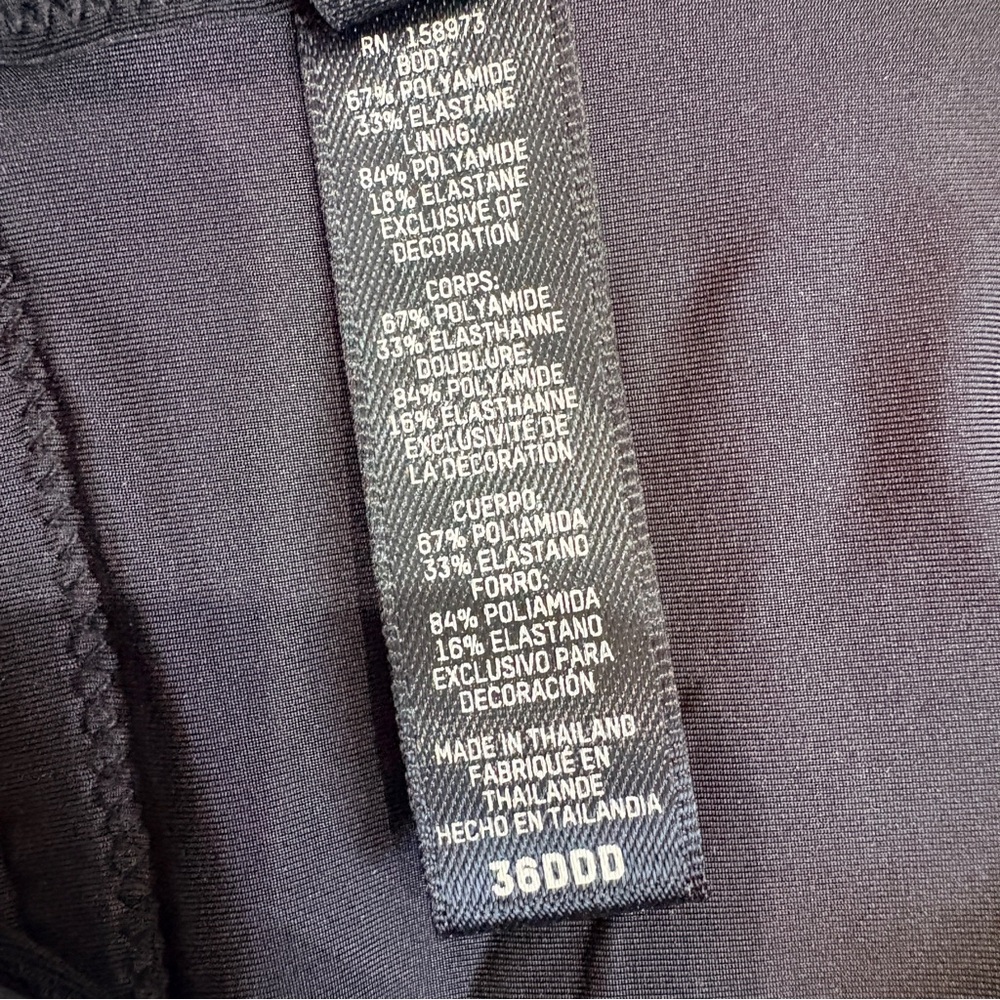 RN 158973
BODY:
67% POLYAMIDE
33% ELASTANE
LINING:
84% POLYAMIDE
16% ELASTANE
EXCLUSIVE OF
DECORATION
CORPS:
67% POLYAMIDE
33% ELASTHANNE
DOUBLURE:
84% POLYAMIDE
16% ÉLASTHANNE
EXCLUSIVITÉ DE
LA DÉCORATION
CUERPO:
67% POLIAMIDA
33% ELASTANO
FORRO:
84% POLIAMIDA
16% ELASTANO
EXCLUSIVO PARA
DECORACIÓN
MADE IN THAILAND
FABRIQUÉ EN
THAÏLANDE
HECHO EN TAILANDIA
36DDD